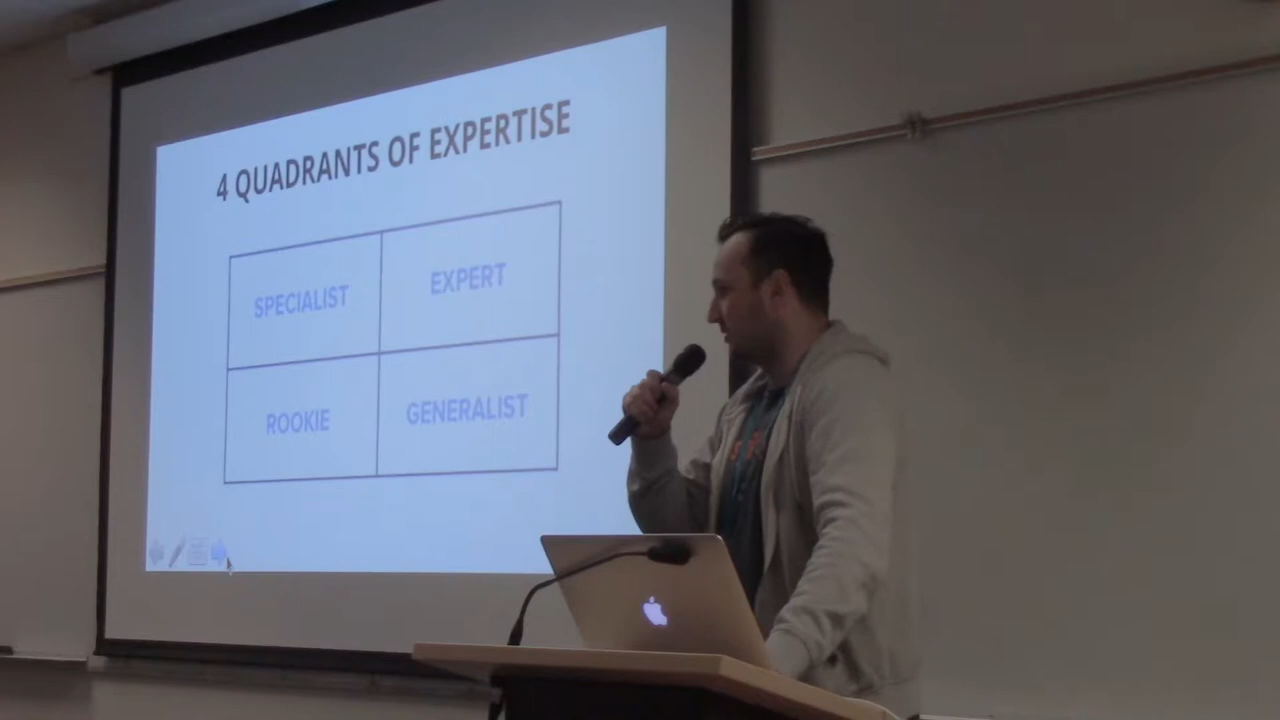 4 QUADRANTS OF EXPERTISE
SPECIALIST
EXPERT
ROOKIE
GENERALIST